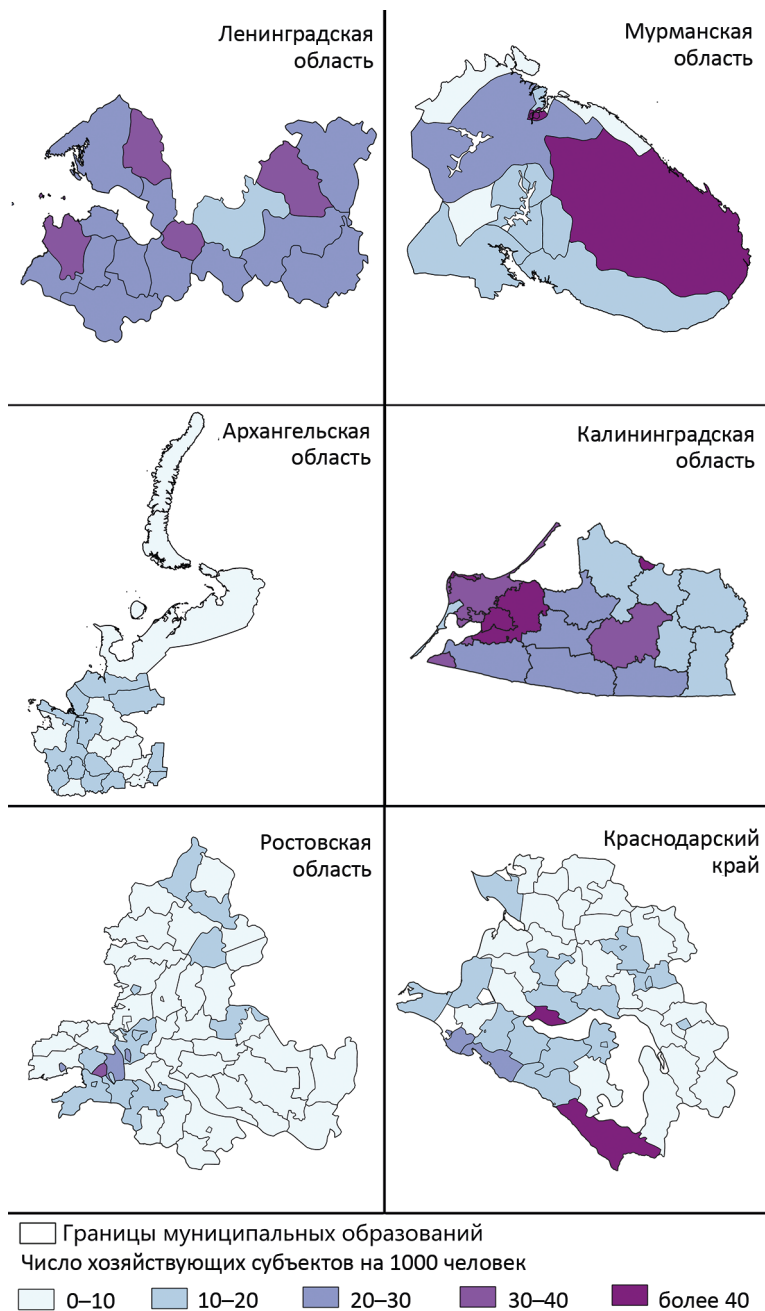 Ленинградская
область
Мурманская
область
Архангельская
область
Калининградская
область
Ростовская
область
Краснодарский
край
Границы муниципальных образований
Число хозяйствующих субъектов на 1000 человек
0–10 10–20 20–30 30–40 более 40